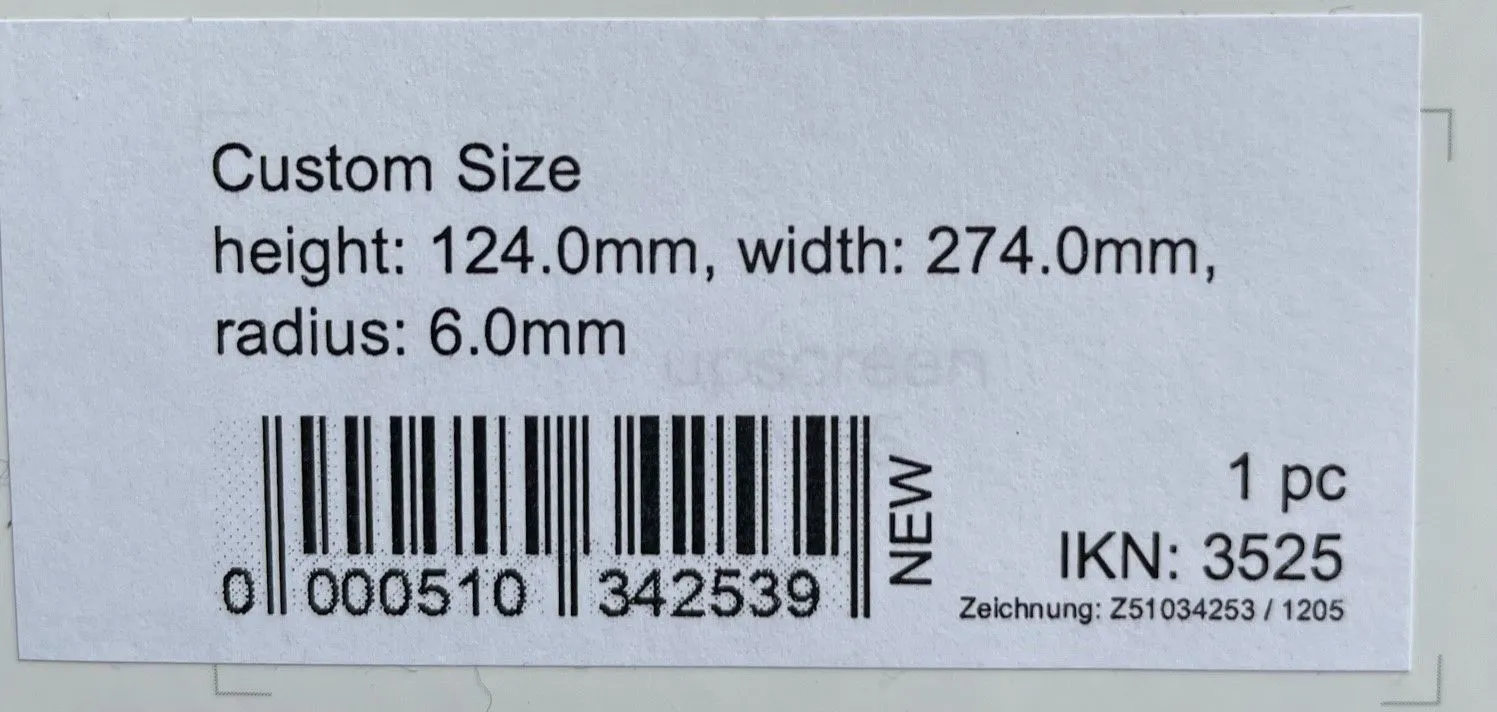 Custom Size
height: 124.0mm, width: 274.0mm,
radius: 6.0mm
upscreen
0 000510 342539
NEW
1 pc
IKN: 3525
Zeichnung: Z51034253 / 1205